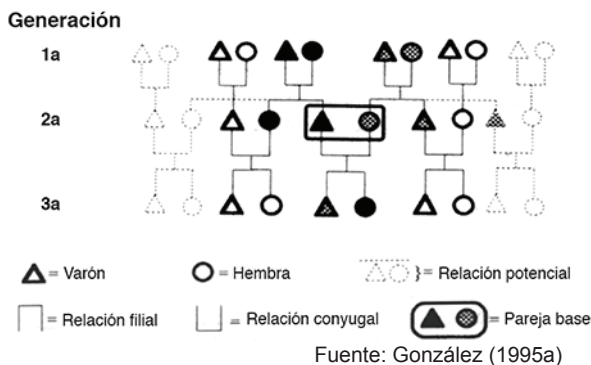 Generación
1a
2a
3a
= Varón = Hembra }= Relación potencial
= Relación filial = Relación conyugal = Pareja base
Fuente: González (1995a)